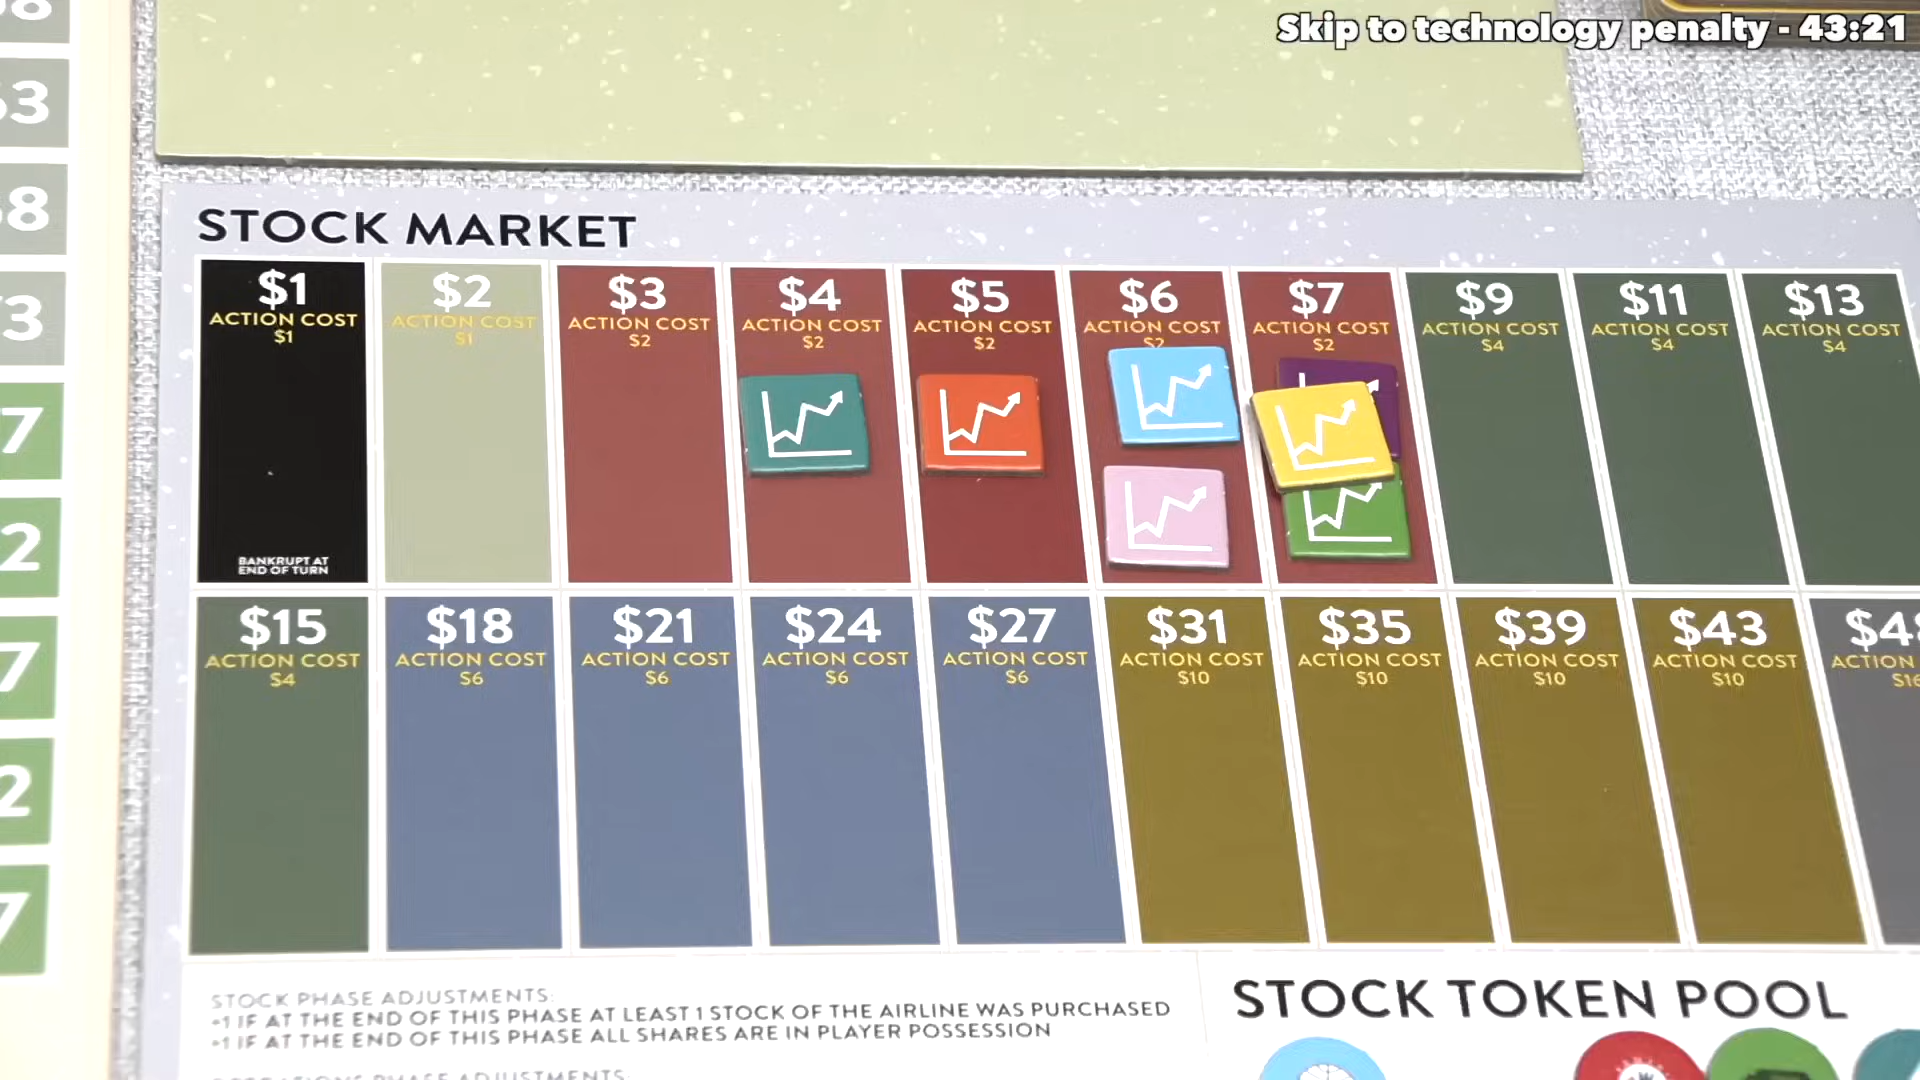 Skip to technology penalty - 43:21
STOCK MARKET
$1 $2 $3 $4 $5 $6 $7 $9 $11 $13
ACTION COST ACTION COST ACTION COST ACTION COST ACTION COST ACTION COST ACTION COST ACTION COST ACTION COST ACTION COST
$1 $1 $2 $2 $2 $2 $2 $4 $4 $4
BANKRUPT AT
END OF TURN
$15 $18 $21 $24 $27 $31 $35 $39 $43
ACTION COST ACTION COST ACTION COST ACTION COST ACTION COST ACTION COST ACTION COST ACTION COST ACTION COST ACTION
$4 $6 $6 $6 $6 $10 $10 $10 $10
STOCK PHASE ADJUSTMENTS:
+1 IF AT THE END OF THIS PHASE AT LEAST 1 STOCK OF THE AIRLINE WAS PURCHASED
+1 IF AT THE END OF THIS PHASE ALL SHARES ARE IN PLAYER POSSESSION
STOCK TOKEN POOL